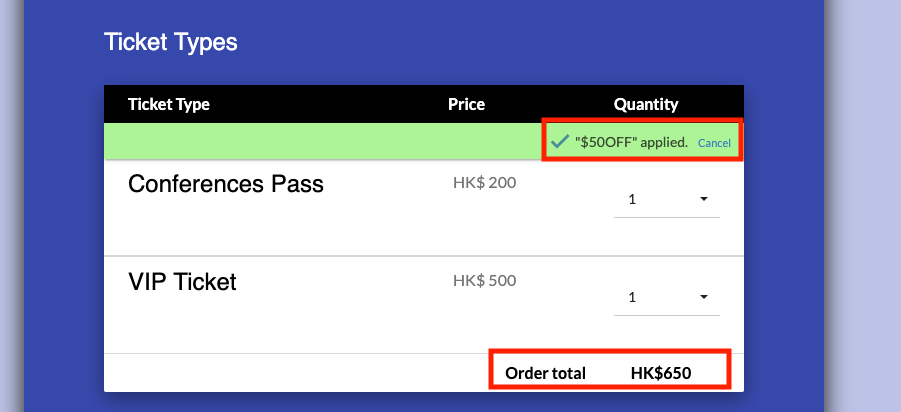 Ticket Types
Ticket Type Price Quantity
"$50OFF" applied. Cancel
Conferences Pass HK$ 200 1
VIP Ticket HK$ 500 1
Order total HK$650